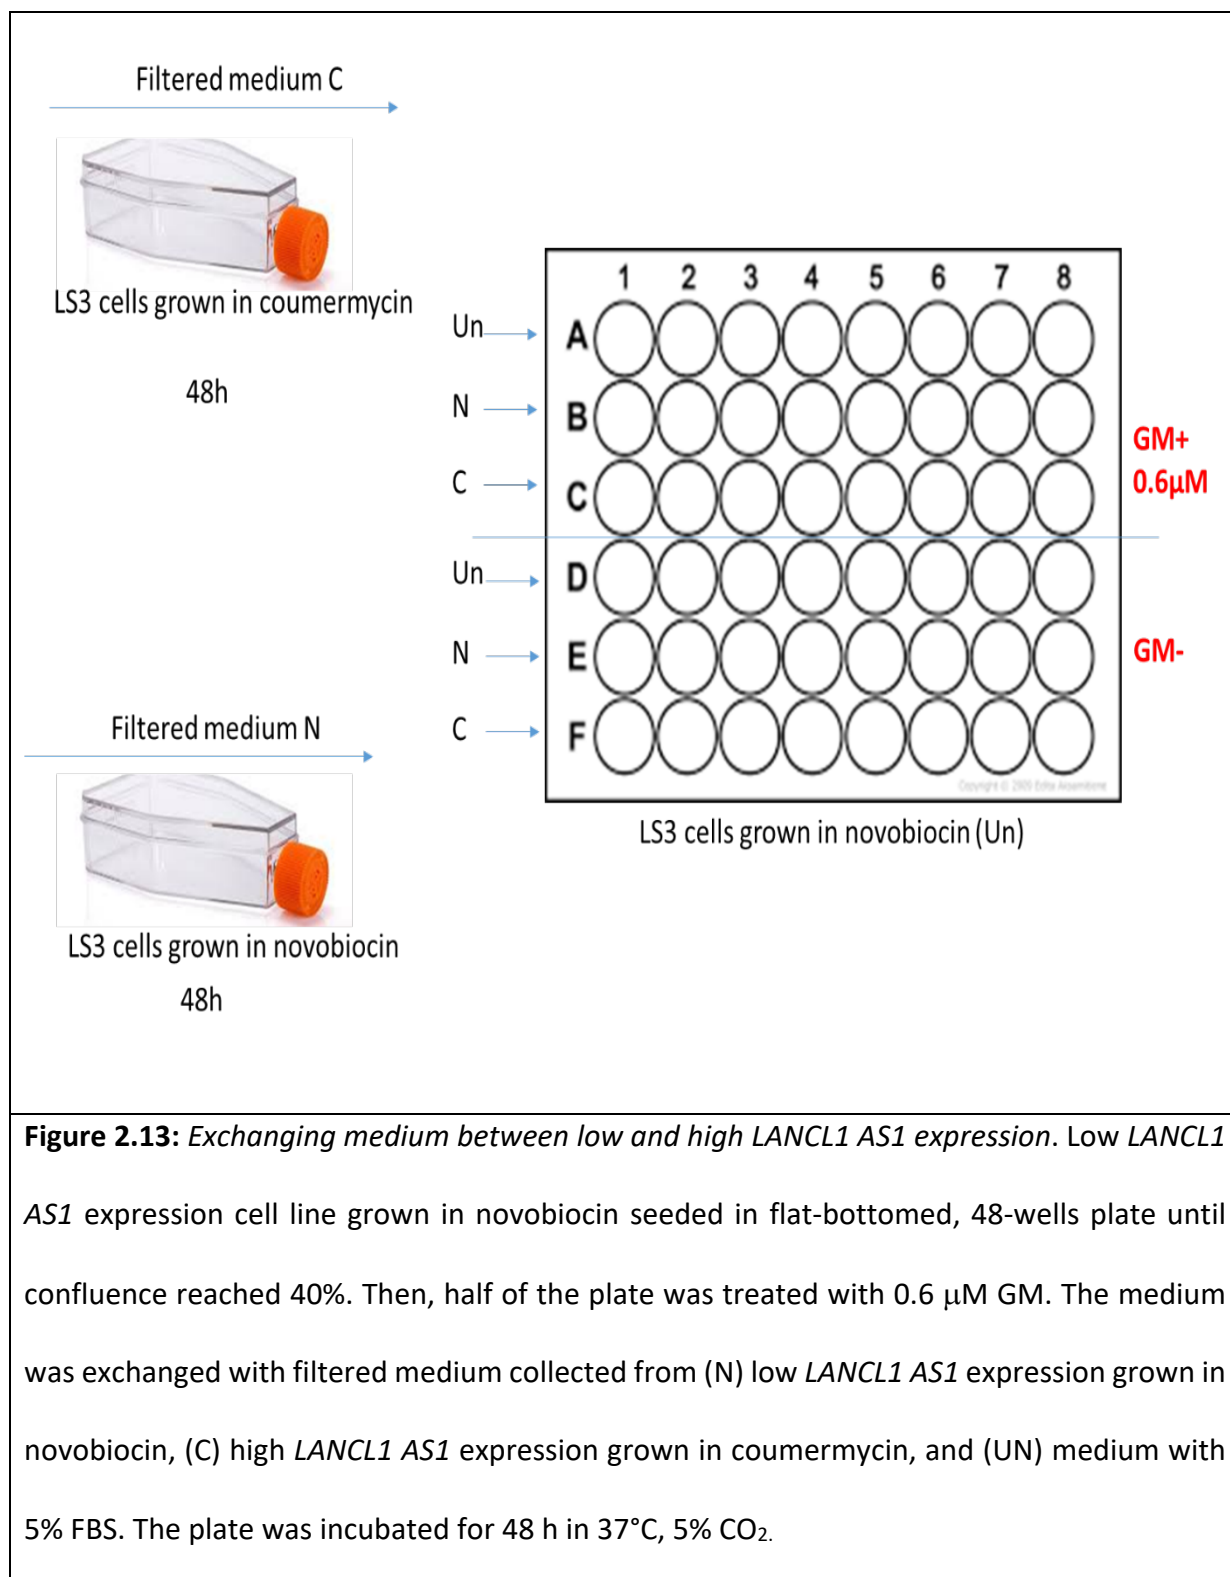 Filtered medium C
LS3 cells grown in coumermycin
48h
Filtered medium N
LS3 cells grown in novobiocin
48h
1 2 3 4 5 6 7 8
Un A
N B
C C
GM+
0.6µM
Un D
N E
GM-
C F
LS3 cells grown in novobiocin (Un)
Figure 2.13: Exchanging medium between low and high LANCL1 AS1 expression. Low LANCL1
AS1 expression cell line grown in novobiocin seeded in flat-bottomed, 48-wells plate until
confluence reached 40%. Then, half of the plate was treated with 0.6 µM GM. The medium
was exchanged with filtered medium collected from (N) low LANCL1 AS1 expression grown in
novobiocin, (C) high LANCL1 AS1 expression grown in coumermycin, and (UN) medium with
5% FBS. The plate was incubated for 48 h in 37°C, 5% CO2.